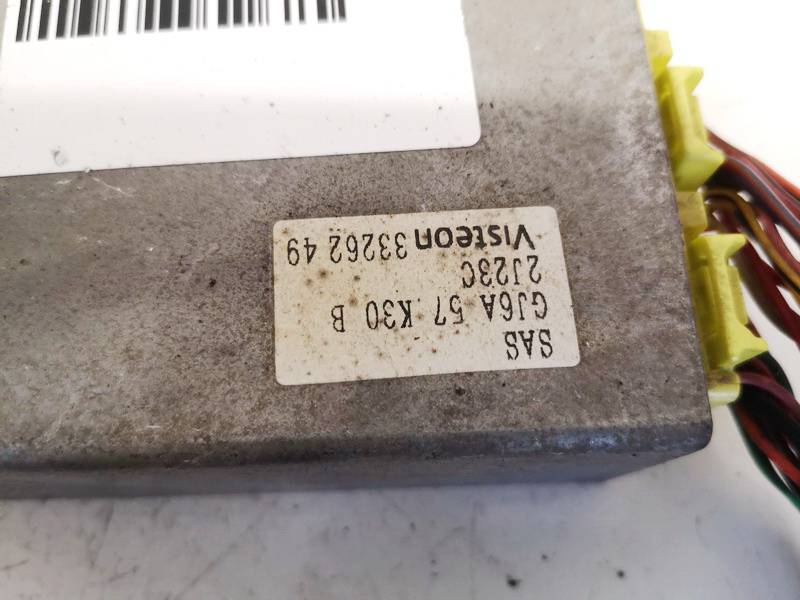 SAS
GJ6A 57 K30 B
2J23C
Visteon 33262 49